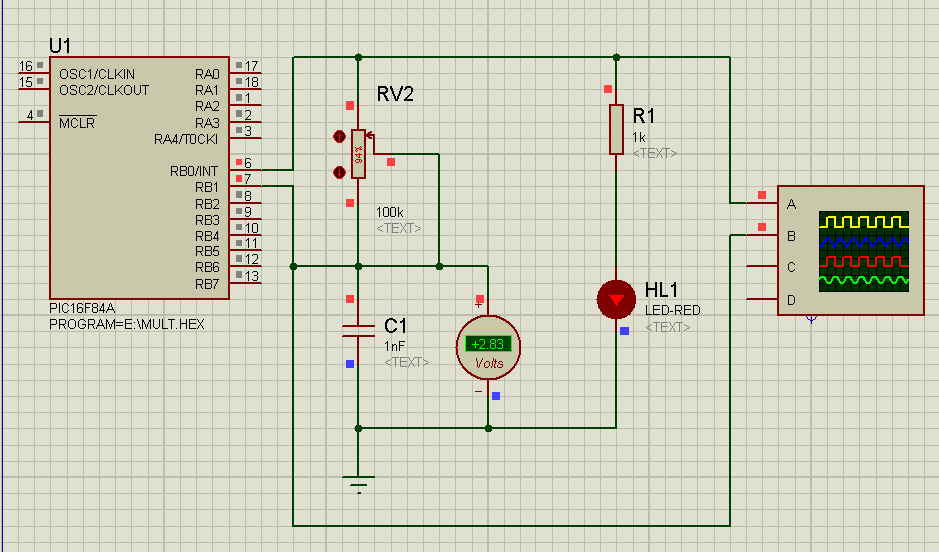 U1
16 OSC1/CLKIN RA0 17
15 OSC2/CLKOUT RA1 18
RA2 1
4 MCLR RA3 2
RA4/T0CKI 3
RB0/INT 6
RB1 7
RB2 8
RB3 9
RB4 10
RB5 11
RB6 12
RB7 13
PIC16F84A
PROGRAM=E:\MULT.HEX
RV2
94%
100k
<TEXT>
C1
1nF
<TEXT>
+
+2.83
Volts
−
R1
1k
<TEXT>
HL1
LED-RED
<TEXT>
A
B
C
D